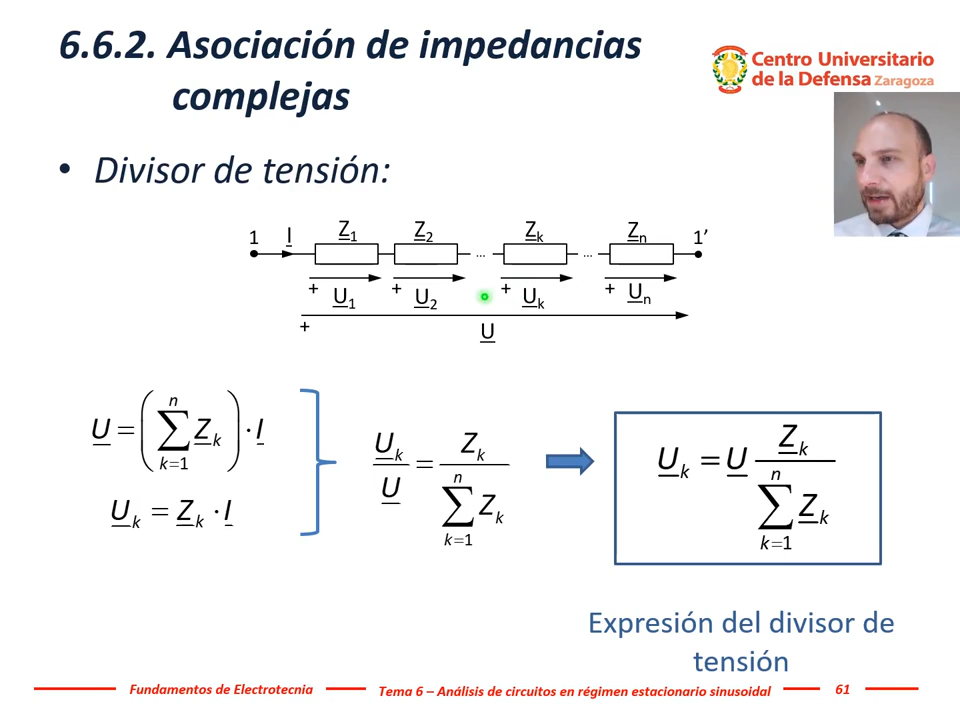 6.6.2. Asociación de impedancias
complejas
Centro Universitario
de la Defensa Zaragoza
• Divisor de tensión:
1 I Z1 Z2 ... Zk ... Zn 1’
+ U1 + U2 + Uk + Un
+ U
U = ( ∑ k=1 n Zk ) · I
Uk = Zk · I
Uk / U = Zk / ∑ k=1 n Zk
Uk = U Zk / ∑ k=1 n Zk
Expresión del divisor de
tensión
Fundamentos de Electrotecnia
Tema 6 – Análisis de circuitos en régimen estacionario sinusoidal
61